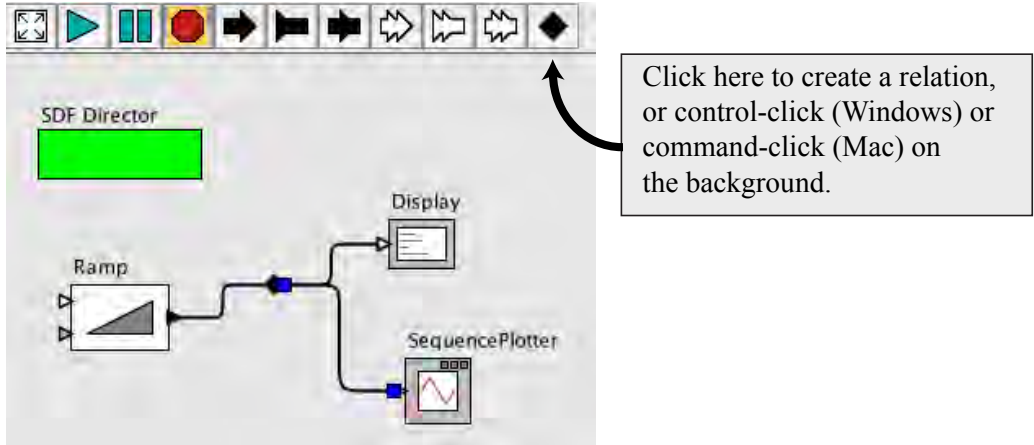 Click here to create a relation,
or control-click (Windows) or
command-click (Mac) on
the background.
SDF Director
Display
Ramp
SequencePlotter